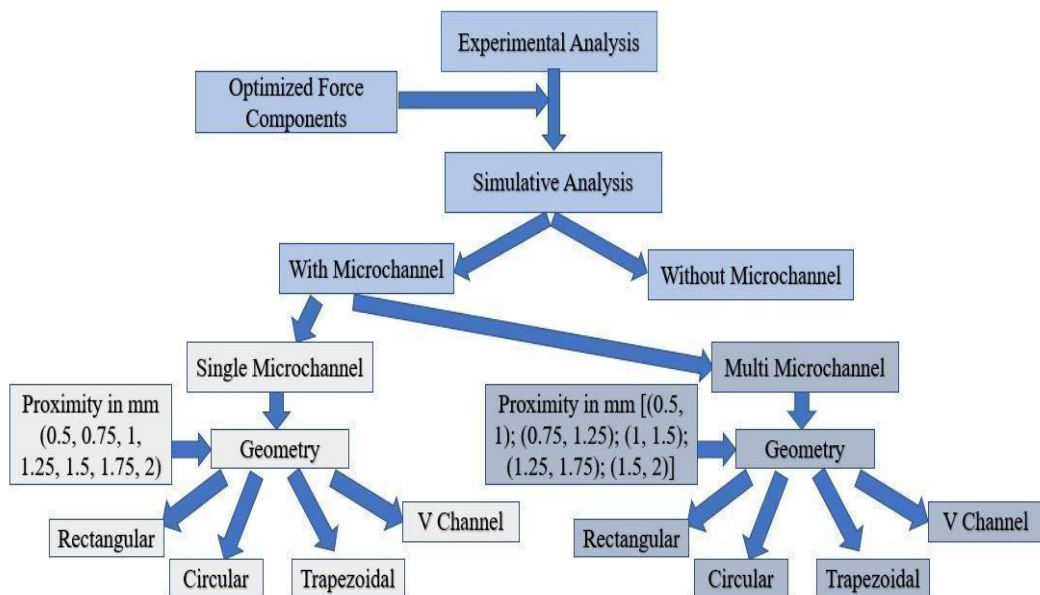 Experimental Analysis
Optimized Force
Components
Simulative Analysis
With Microchannel
Without Microchannel
Single Microchannel
Multi Microchannel
Proximity in mm
(0.5, 0.75, 1,
1.25, 1.5, 1.75, 2)
Geometry
Proximity in mm [(0.5,
1); (0.75, 1.25); (1, 1.5);
(1.25, 1.75); (1.5, 2)]
Geometry
Rectangular
Circular
Trapezoidal
V Channel
Rectangular
Circular
Trapezoidal
V Channel